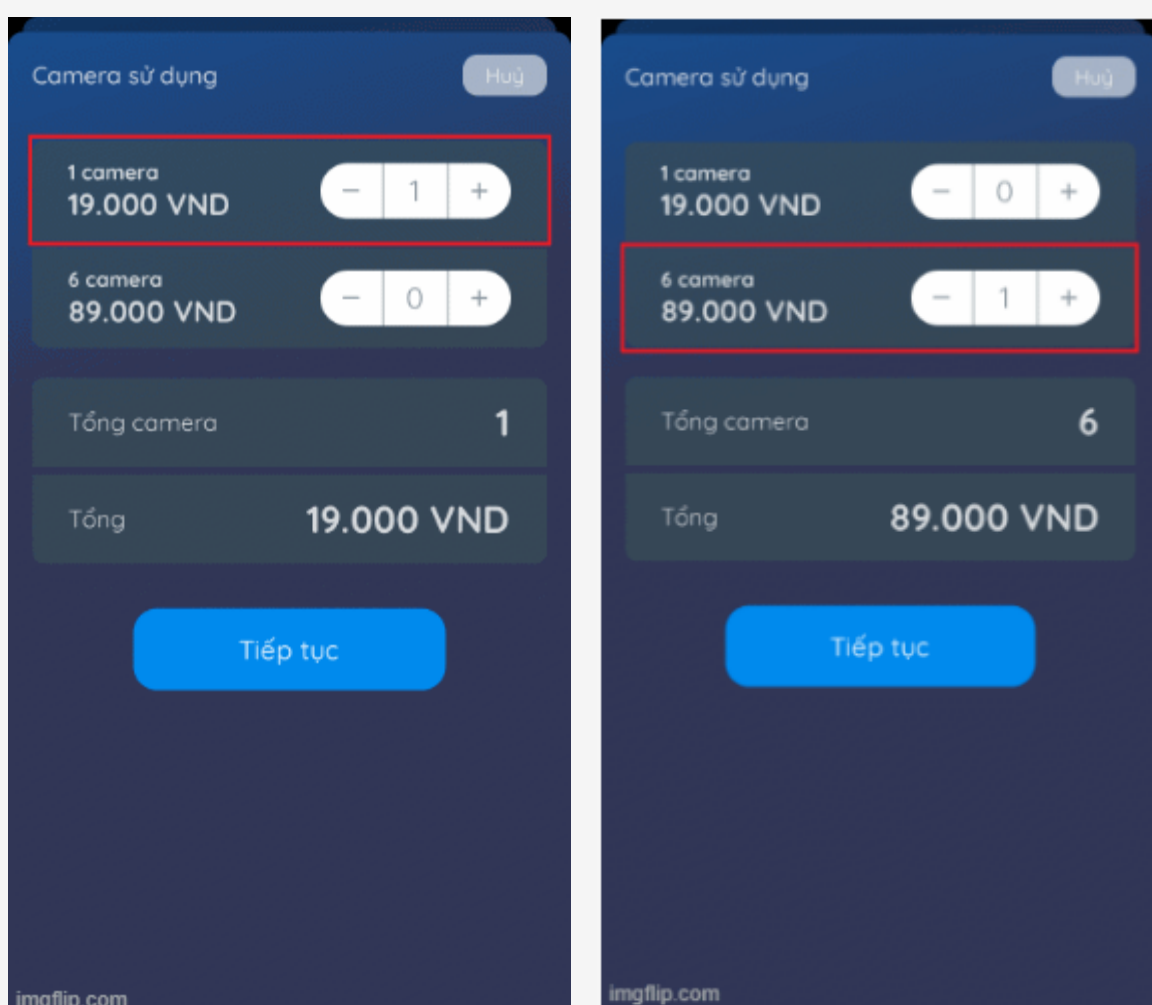 Camera sử dụng
Huỷ
1 camera
19.000 VND
− 1 +
6 camera
89.000 VND
− 0 +
Tổng camera
1
Tổng
19.000 VND
Tiếp tục
imgflip.com
Camera sử dụng
Huỷ
1 camera
19.000 VND
− 0 +
6 camera
89.000 VND
− 1 +
Tổng camera
6
Tổng
89.000 VND
Tiếp tục
imgflip.com